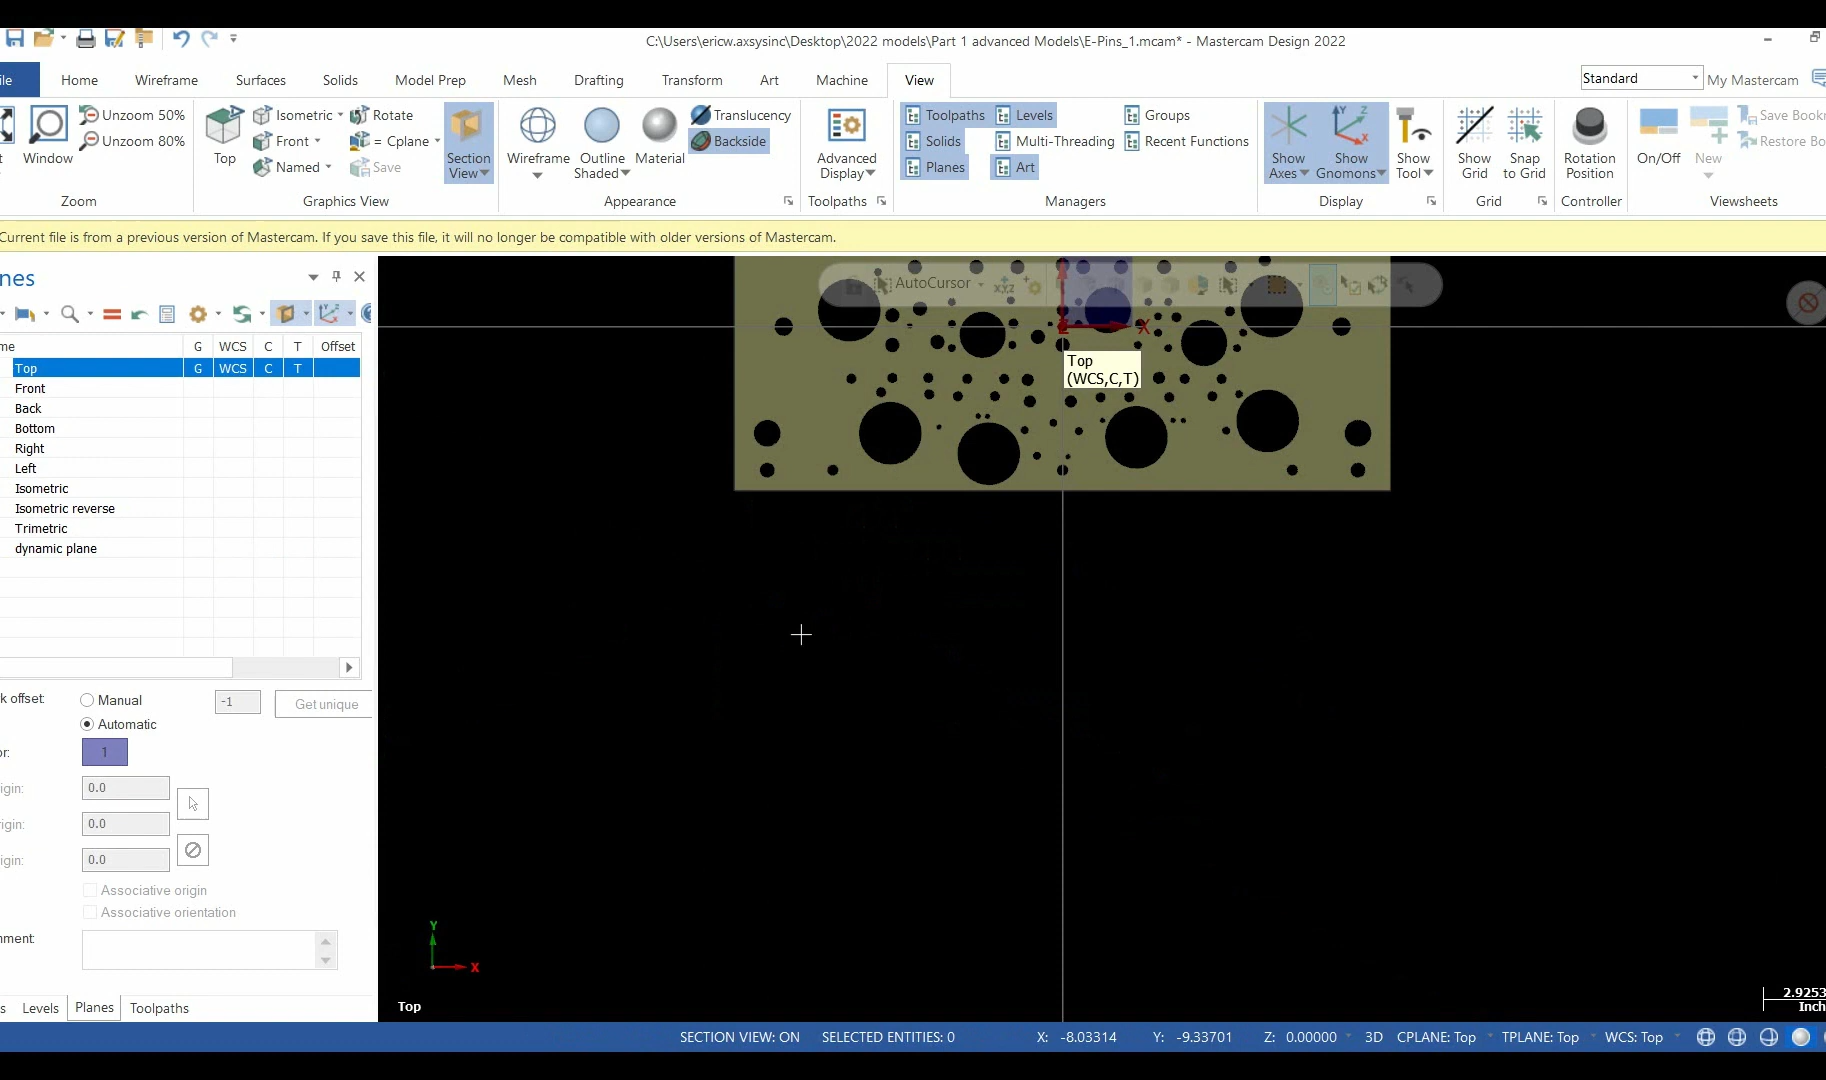 C:\Users\ericw.axsysinc\Desktop\2022 models\Part 1 advanced Models\E-Pins_1.mcam* - Mastercam Design 2022
ile Home Wireframe Surfaces Solids Model Prep Mesh Drafting Transform Art Machine View Standard My Mastercam
Unzoom 50% Isometric Rotate Translucency Toolpaths Levels Groups Save Bookr
Unzoom 80% Front = Cplane Backside Solids Multi-Threading Recent Functions Restore Bo
t Window Top Named Save Section View Wireframe Outline Shaded Material Advanced Display Planes Art Show Axes Show Gnomons Show Tool Show Grid Snap to Grid Rotation Position On/Off New
Zoom Graphics View Appearance Toolpaths Managers Display Grid Controller Viewsheets
Current file is from a previous version of Mastercam. If you save this file, it will no longer be compatible with older versions of Mastercam.
nes
AutoCursor
me G WCS C T Offset
Top G WCS C T
Front
Back
Bottom
Right
Left
Isometric
Isometric reverse
Trimetric
dynamic plane
X
Top
(WCS,C,T)
k offset: Manual -1 Get unique
Automatic
or: 1
igin: 0.0
rigin: 0.0
igin: 0.0
Associative origin
Associative orientation
nment:
Y
X
s Levels Planes Toolpaths
Top
2.9253
Inch
SECTION VIEW: ON SELECTED ENTITIES: 0 X: -8.03314 Y: -9.33701 Z: 0.00000 3D CPLANE: Top TPLANE: Top WCS: Top